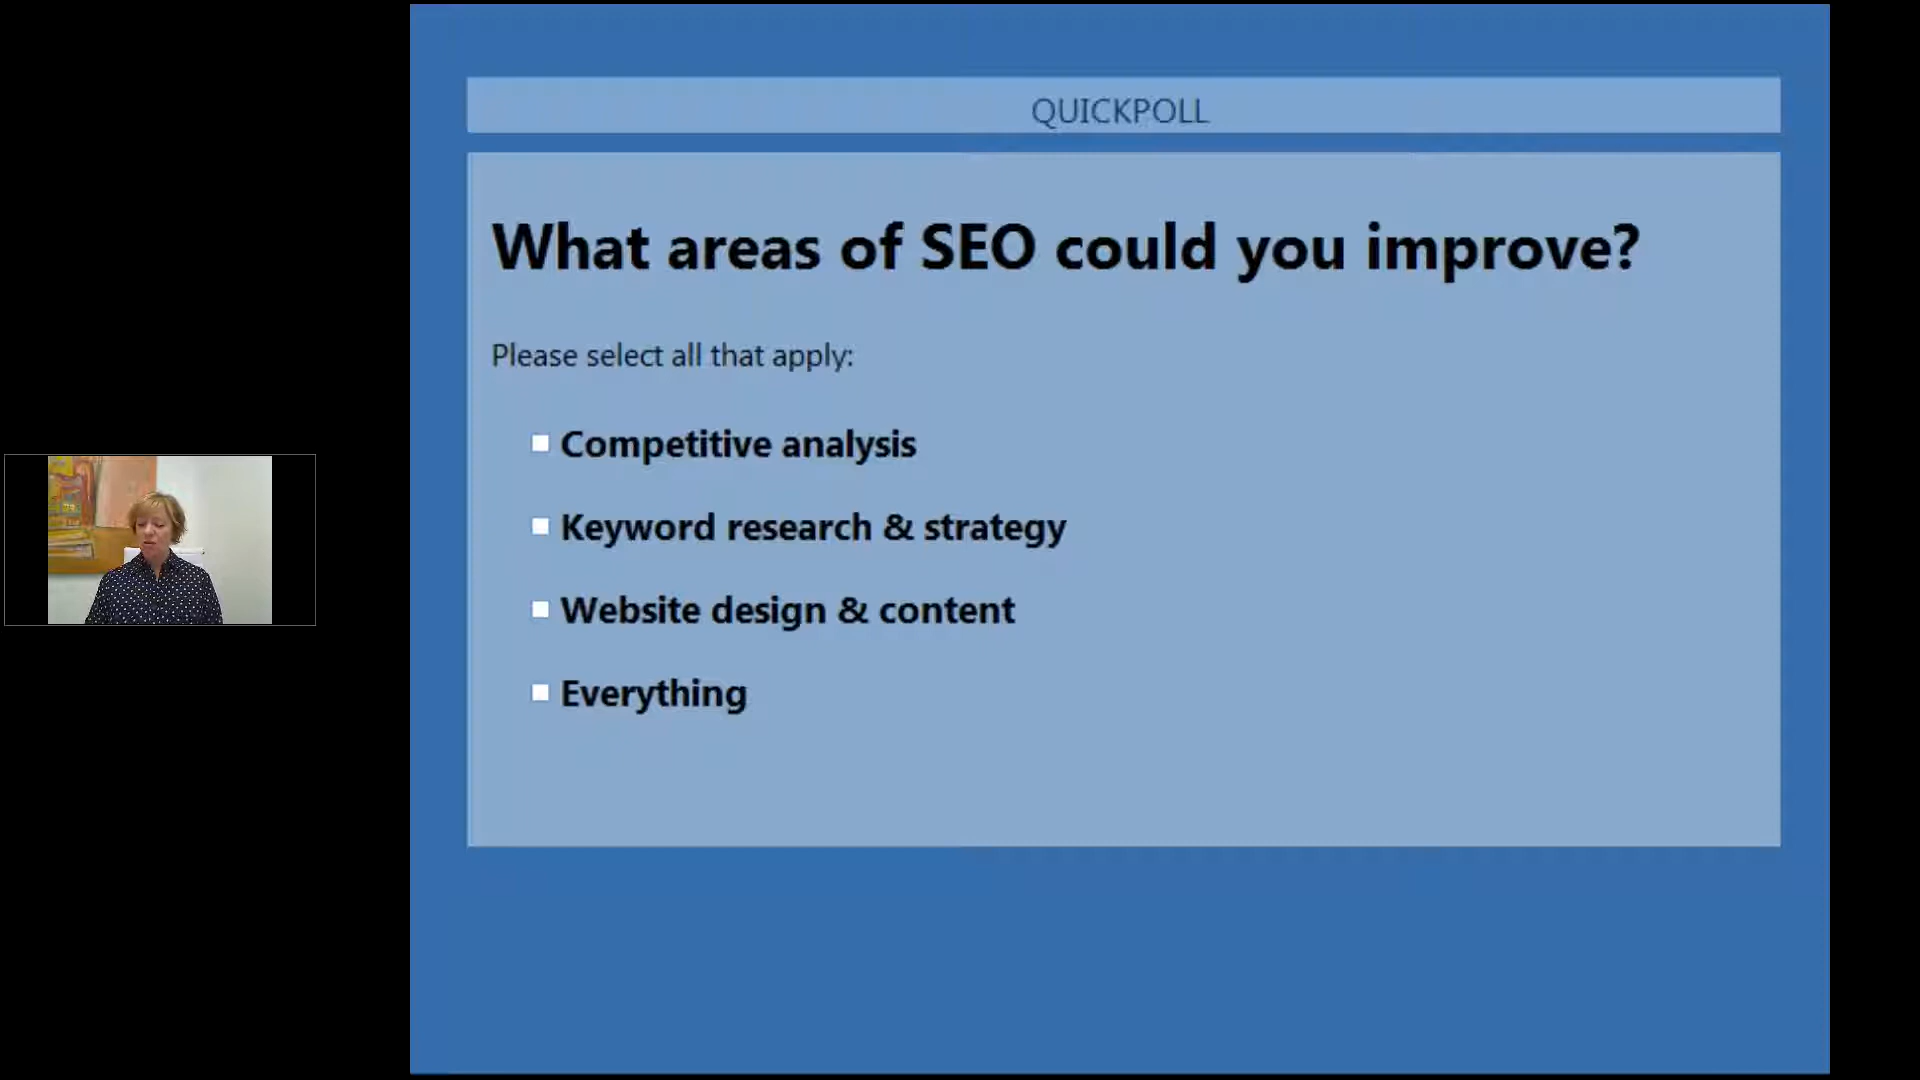 QUICKPOLL
What areas of SEO could you improve?
Please select all that apply:
Competitive analysis
Keyword research & strategy
Website design & content
Everything